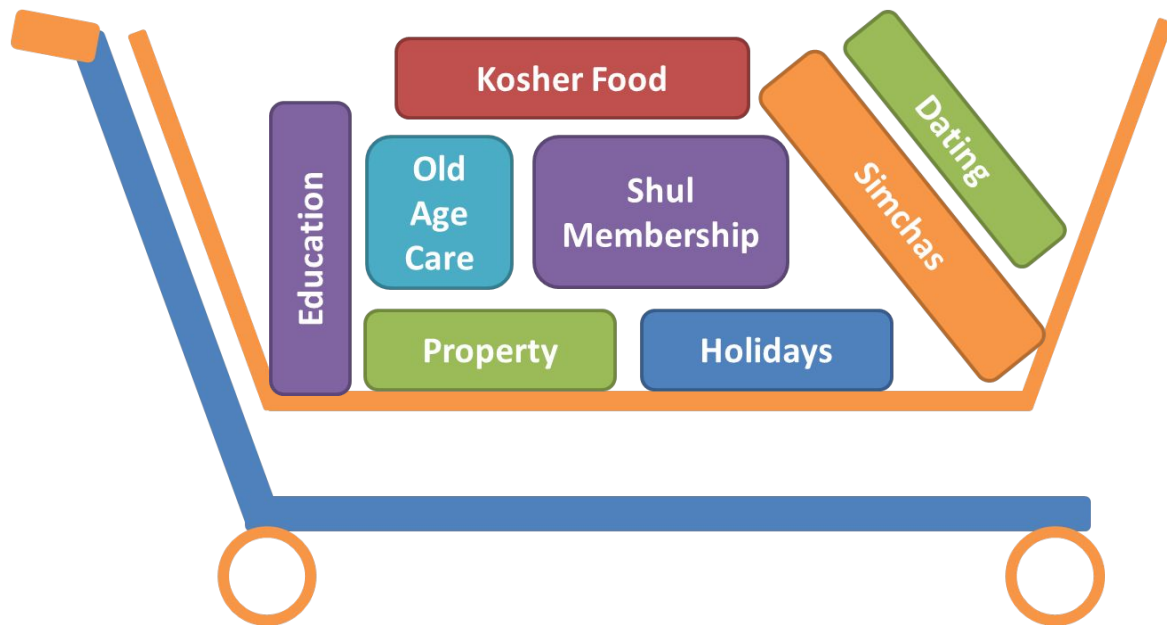 Kosher Food
Dating
Simchas
Education
Old
Age
Care
Shul
Membership
Property
Holidays